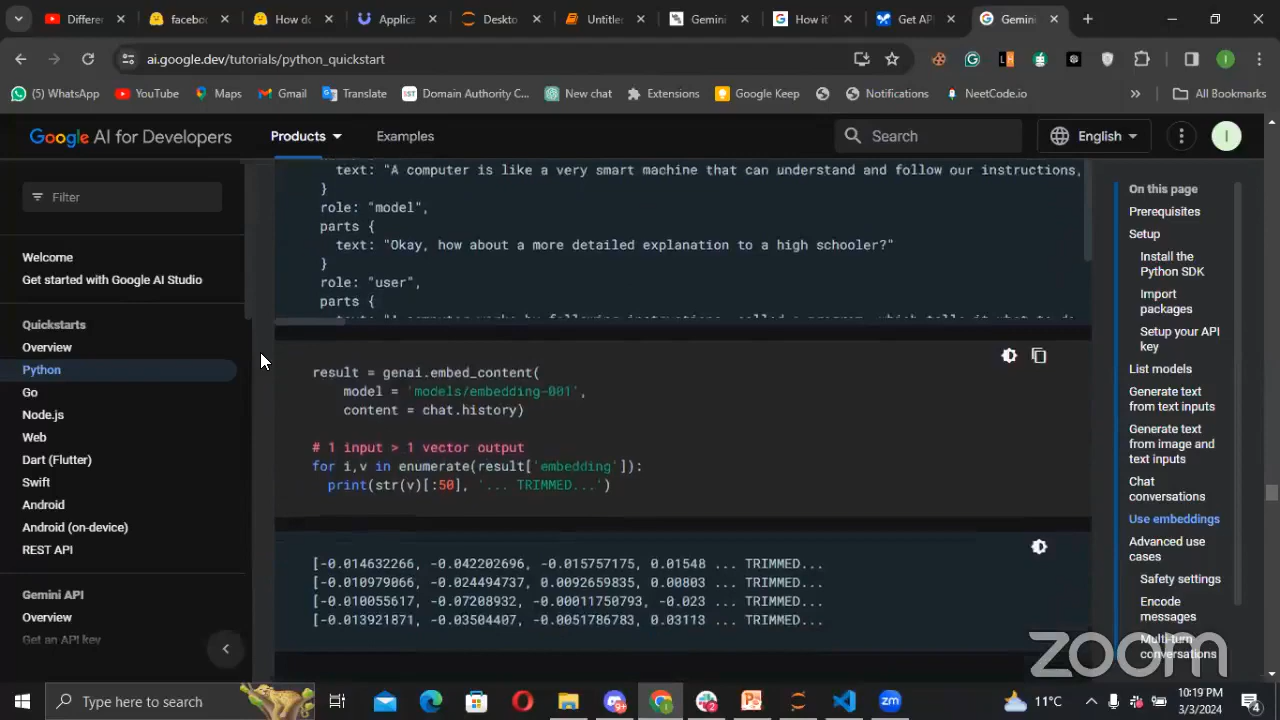 Differer
facebo
How do
Applica
Deskto
Untitle
Gemini
How it'
Get API
Gemini
ai.google.dev/tutorials/python_quickstart
(5) WhatsApp
YouTube
Maps
Gmail
Translate
Domain Authority C...
New chat
Extensions
Google Keep
Notifications
NeetCode.io
All Bookmarks
Google AI for Developers
Products
Examples
Search
English
I
Filter
Welcome
Get started with Google AI Studio
Quickstarts
Overview
Python
Go
Node.js
Web
Dart (Flutter)
Swift
Android
Android (on-device)
REST API
Gemini API
Overview
Get an API key
text: "A computer is like a very smart machine that can understand and follow our instructions,
}
role: "model",
parts {
text: "Okay, how about a more detailed explanation to a high schooler?"
}
role: "user",
parts {
result = genai.embed_content(
model = 'models/embedding-001',
content = chat.history)
# 1 input > 1 vector output
for i,v in enumerate(result['embedding']):
print(str(v)[:50], '... TRIMMED...')
[-0.014632266, -0.042202696, -0.015757175, 0.01548 ... TRIMMED...
[-0.010979066, -0.024494737, 0.0092659835, 0.00803 ... TRIMMED...
[-0.010055617, -0.07208932, -0.00011750793, -0.023 ... TRIMMED...
[-0.013921871, -0.03504407, -0.0051786783, 0.03113 ... TRIMMED...
On this page
Prerequisites
Setup
Install the
Python SDK
Import
packages
Setup your API
key
List models
Generate text
from text inputs
Generate text
from image and
text inputs
Chat
conversations
Use embeddings
Advanced use
cases
Safety settings
Encode
messages
Multi-turn
conversations
zoom
Type here to search
11°C
10:19 PM
3/3/2024